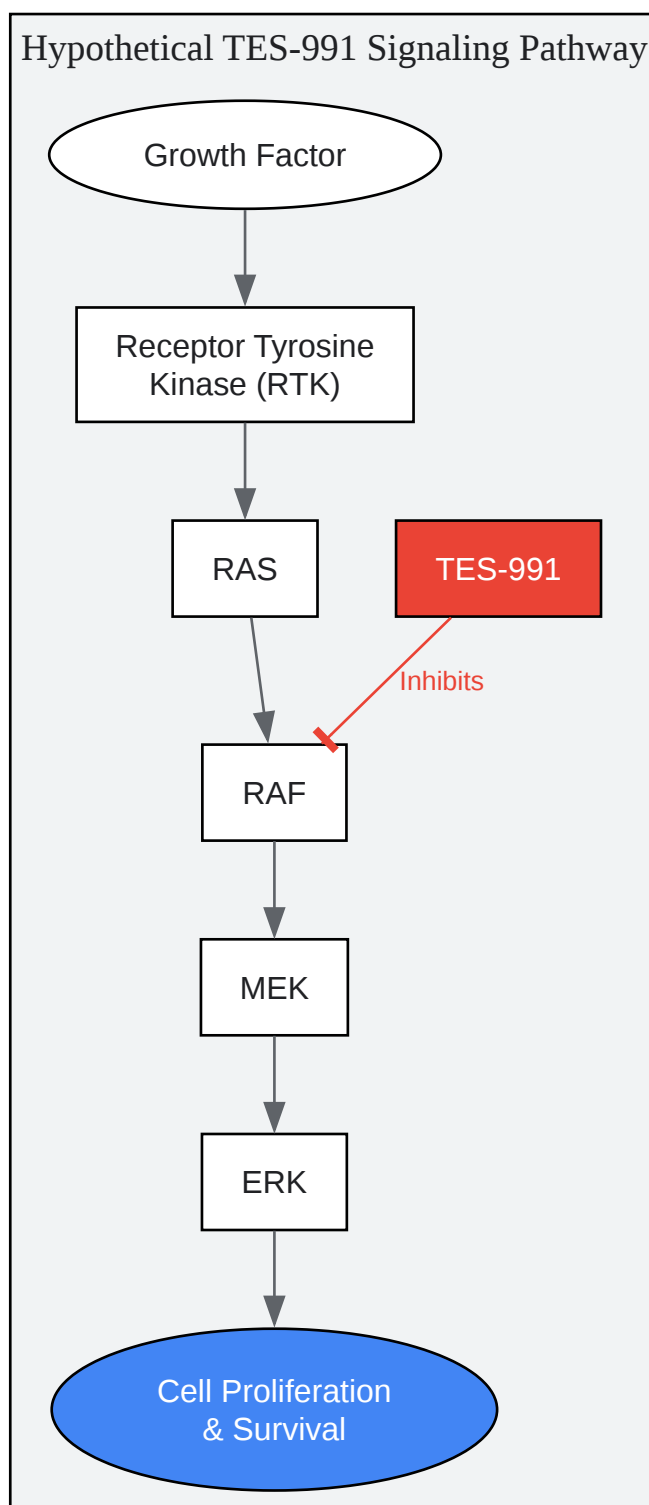 Hypothetical TES-991 Signaling Pathway
Growth Factor
Receptor Tyrosine
Kinase (RTK)
RAS
TES-991
Inhibits
RAF
MEK
ERK
Cell Proliferation
& Survival